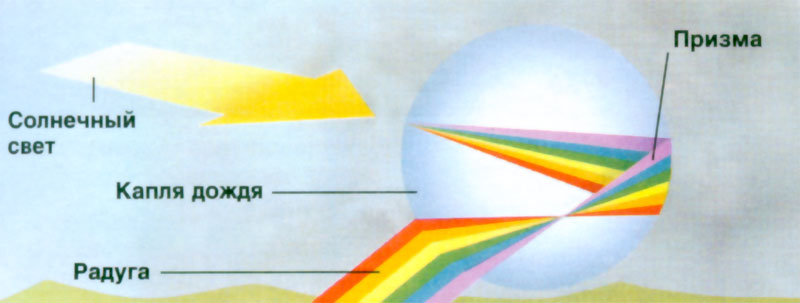 Призма
Солнечный
свет
Капля дождя
Радуга